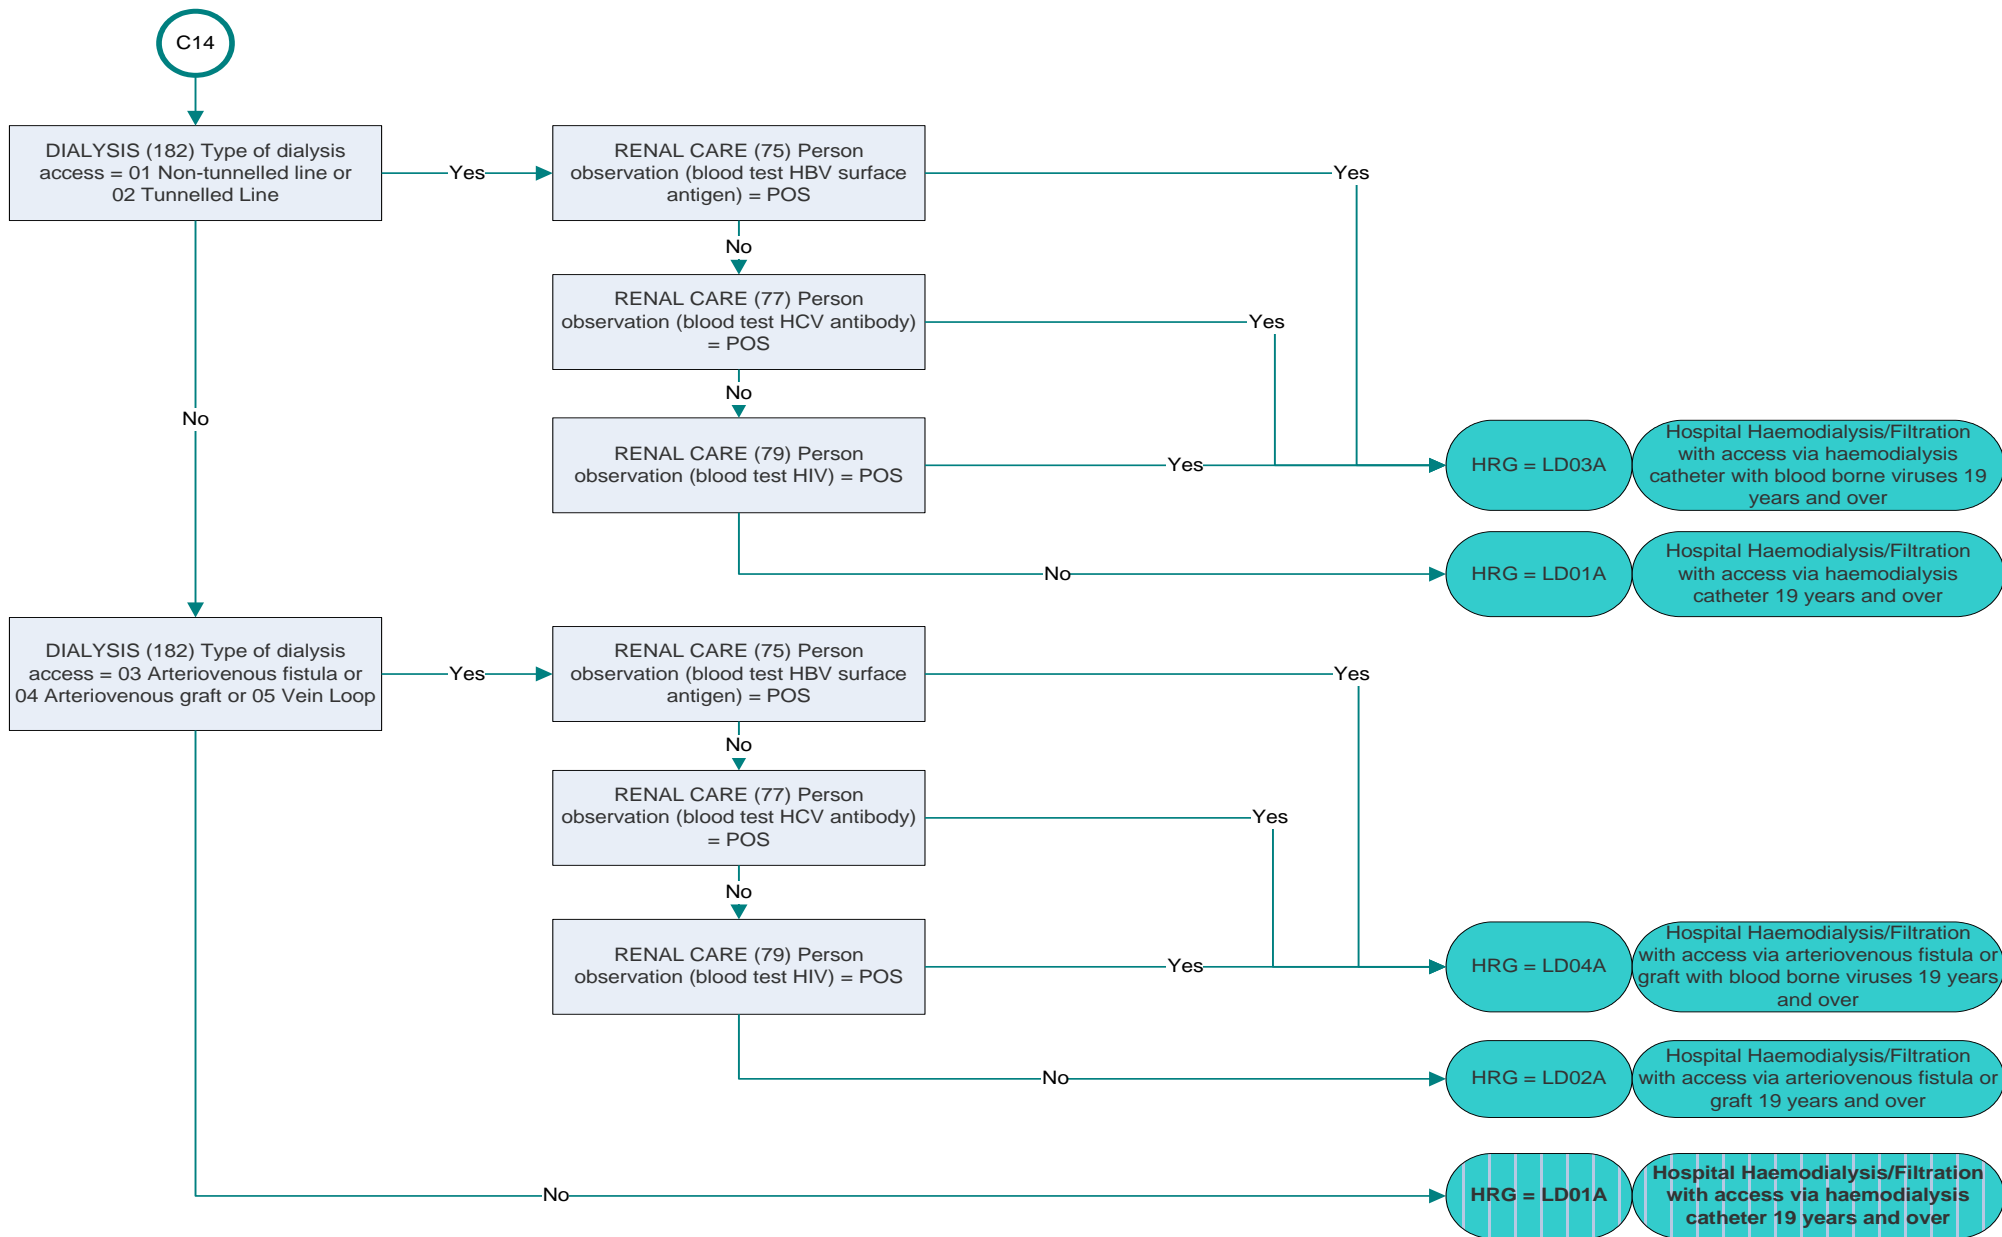 C14
DIALYSIS (182) Type of dialysis
access = 01 Non-tunnelled line or
02 Tunnelled Line
Yes
RENAL CARE (75) Person
observation (blood test HBV surface
antigen) = POS
Yes
No
RENAL CARE (77) Person
observation (blood test HCV antibody)
= POS
Yes
No
No
RENAL CARE (79) Person
observation (blood test HIV) = POS
Yes
HRG = LD03A
Hospital Haemodialysis/Filtration
with access via haemodialysis
catheter with blood borne viruses 19
years and over
No
HRG = LD01A
Hospital Haemodialysis/Filtration
with access via haemodialysis
catheter 19 years and over
DIALYSIS (182) Type of dialysis
access = 03 Arteriovenous fistula or
04 Arteriovenous graft or 05 Vein Loop
Yes
RENAL CARE (75) Person
observation (blood test HBV surface
antigen) = POS
Yes
No
RENAL CARE (77) Person
observation (blood test HCV antibody)
= POS
Yes
No
RENAL CARE (79) Person
observation (blood test HIV) = POS
Yes
HRG = LD04A
Hospital Haemodialysis/Filtration
with access via arteriovenous fistula or
graft with blood borne viruses 19 years
and over
No
HRG = LD02A
Hospital Haemodialysis/Filtration
with access via arteriovenous fistula or
graft 19 years and over
No
HRG = LD01A
Hospital Haemodialysis/Filtration
with access via haemodialysis
catheter 19 years and over